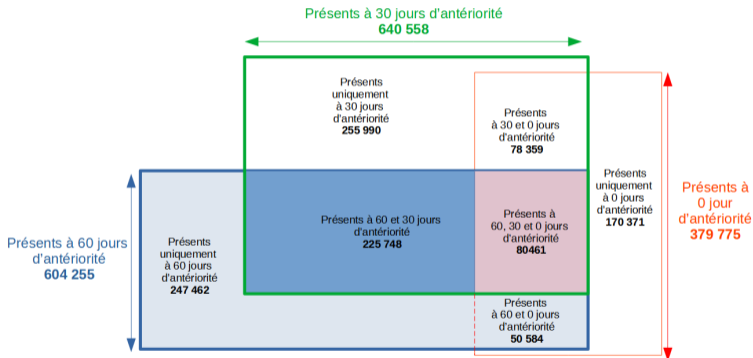 Présents à 30 jours d'antériorité
640 558
Présents
uniquement
à 30 jours
d'antériorité
255 990
Présents
à 30 et 0 jours
d'antériorité
78 359
Présents
uniquement
à 0 jours
d'antériorité
170 371
Présents à
0 jour
d'antériorité
379 775
Présents à 60 jours
d'antériorité
604 255
Présents
uniquement
à 60 jours
d'antériorité
247 462
Présents à 60 et 30 jours
d'antériorité
225 748
Présents à
60, 30 et 0 jours
d'antériorité
80461
Présents
à 60 et 0 jours
d'antériorité
50 584